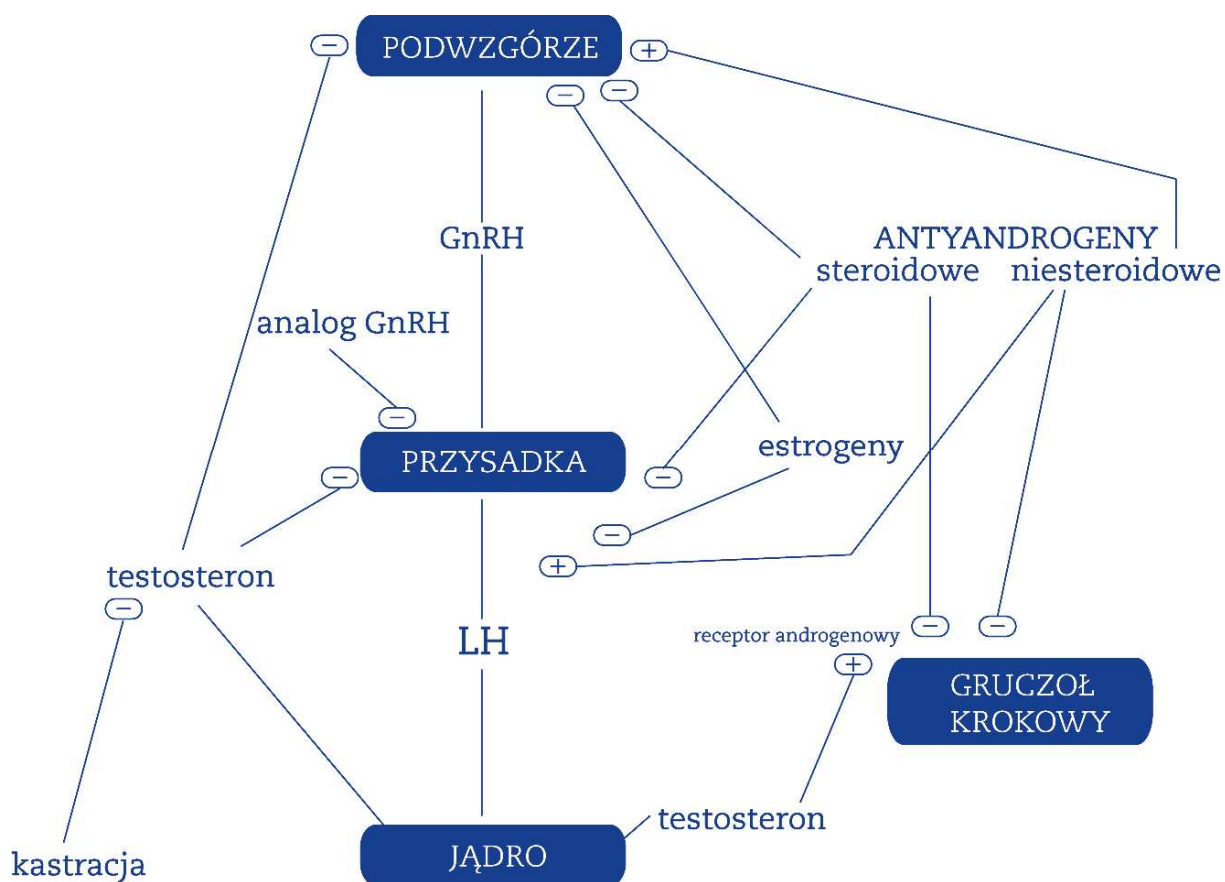 PODWZGÓRZE
GnRH
ANTYANDROGENY
steroidowe niesteroidowe
analog GnRH
estrogeny
PRZYSADKA
testosteron
LH
receptor androgenowy
GRUCZOŁ
KROKOWY
testosteron
JĄDRO
kastracja